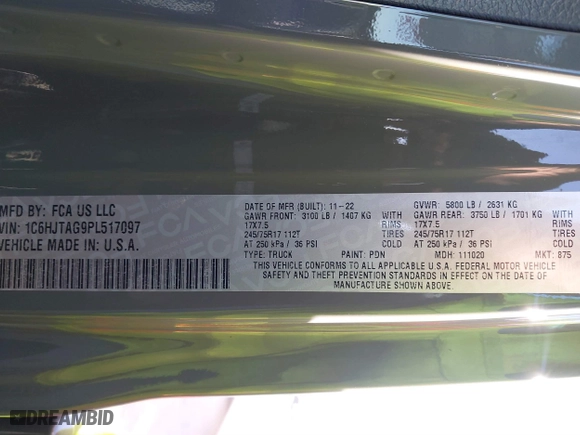 MFD BY: FCA US LLC
VIN: 1C6HJTAG9PL517097
VEHICLE MADE IN U.S.A.
DATE OF MFR (BUILT): 11-22
GAWR FRONT: 3100 LB / 1407 KG WITH
17X7.5 RIMS
245/75R17 112T TIRES
AT 250 kPa / 36 PSI COLD
TYPE: TRUCK PAINT: PDN
GVWR: 5800 LB / 2631 KG
GAWR REAR: 3750 LB / 1701 KG WITH
17X7.5 RIMS
245/75R17 112T TIRES
AT 250 kPa / 36 PSI COLD
MDH: 111020 MKT: 875
THIS VEHICLE CONFORMS TO ALL APPLICABLE U.S.A. FEDERAL MOTOR VEHICLE
SAFETY AND THEFT PREVENTION STANDARDS IN EFFECT ON THE DATE OF
MANUFACTURE SHOWN ABOVE.
DREAMBID